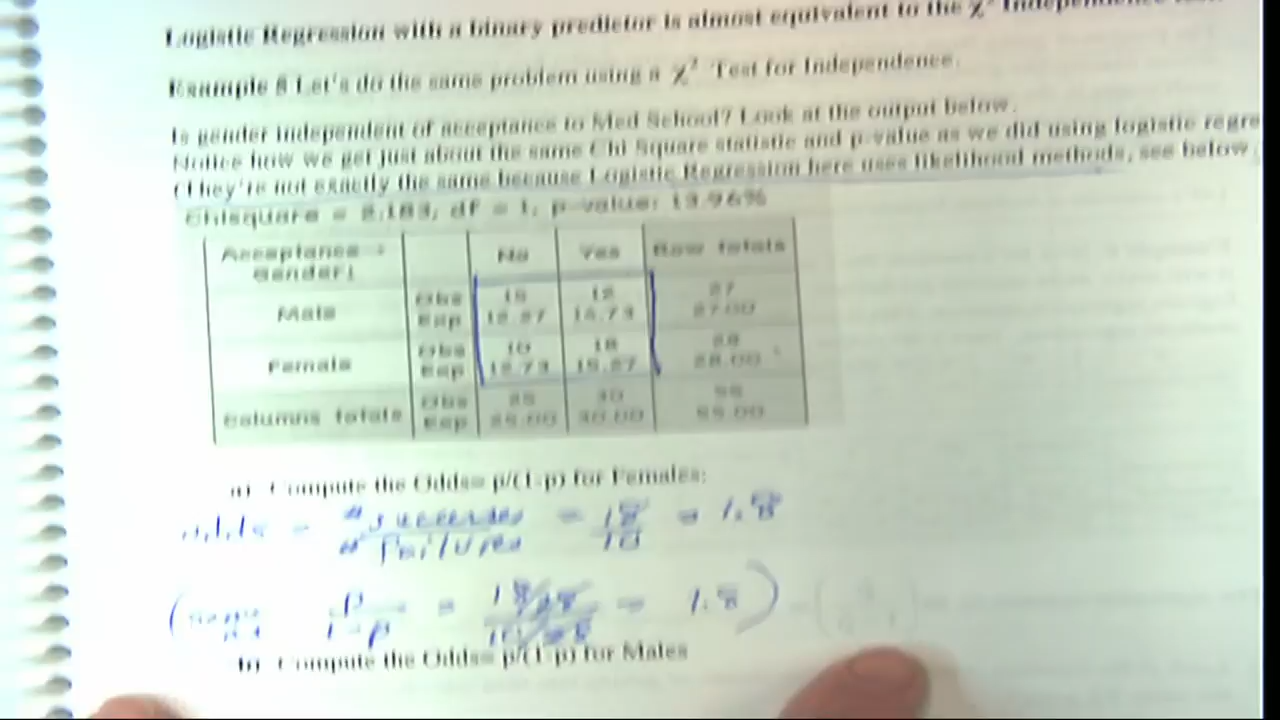 Logistic Regression with a binary predictor is almost equivalent to the χ² Independence
Example 8 Let's do the same problem using a χ² Test for Independence.
Is gender independent of acceptance to Med School? Look at the output below.
Notice how we get just about the same Chi Square statistic and p-value as we did using logistic regre
(They're not exactly the same because Logistic Regression here uses likelihood methods, see below.
Chisquare = 2.183, df = 1, p-value: 13.96%
Acceptance → No Yes Row totals
Gender↓
Male Obs 15 12 27
Exp 12.27 14.73 27.00
Female Obs 10 18 28
Exp 12.73 15.27 28.00
Columns totals Obs 25 30 55
Exp 25.00 30.00 55.00
a) Compute the Odds= p/(1-p) for Females:
odds = # successes / # failures = 18/10 = 1.8
(same as p/1-p = 18/28 / 10/28 = 1.8)
b) Compute the Odds= p/(1-p) for Males